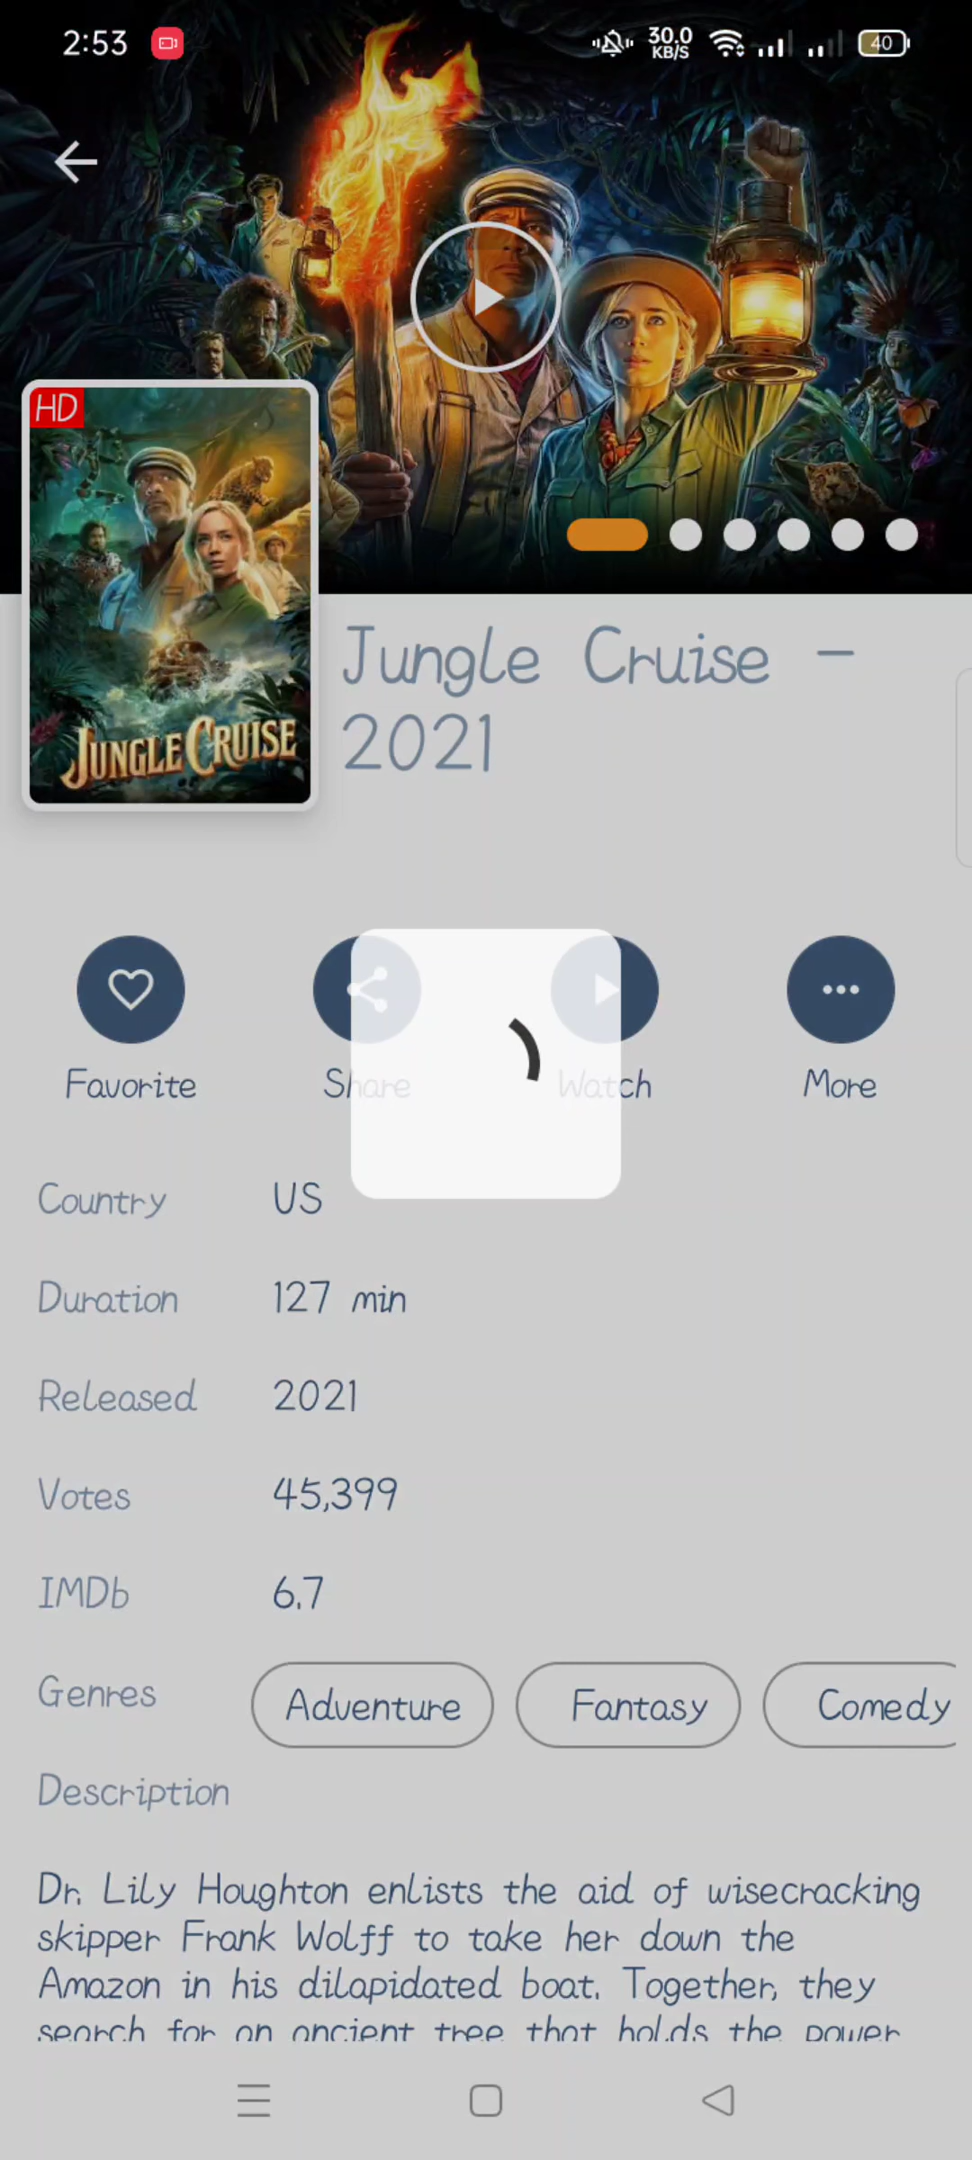 2:53
30.0
KB/S
40
HD
JUNGLE CRUISE
Jungle Cruise -
2021
Favorite
Share
Watch
More
Country
US
Duration
127 min
Released
2021
Votes
45,399
IMDb
6.7
Genres
Adventure
Fantasy
Comedy
Description
Dr. Lily Houghton enlists the aid of wisecracking
skipper Frank Wolff to take her down the
Amazon in his dilapidated boat. Together, they
search for an ancient tree that holds the power